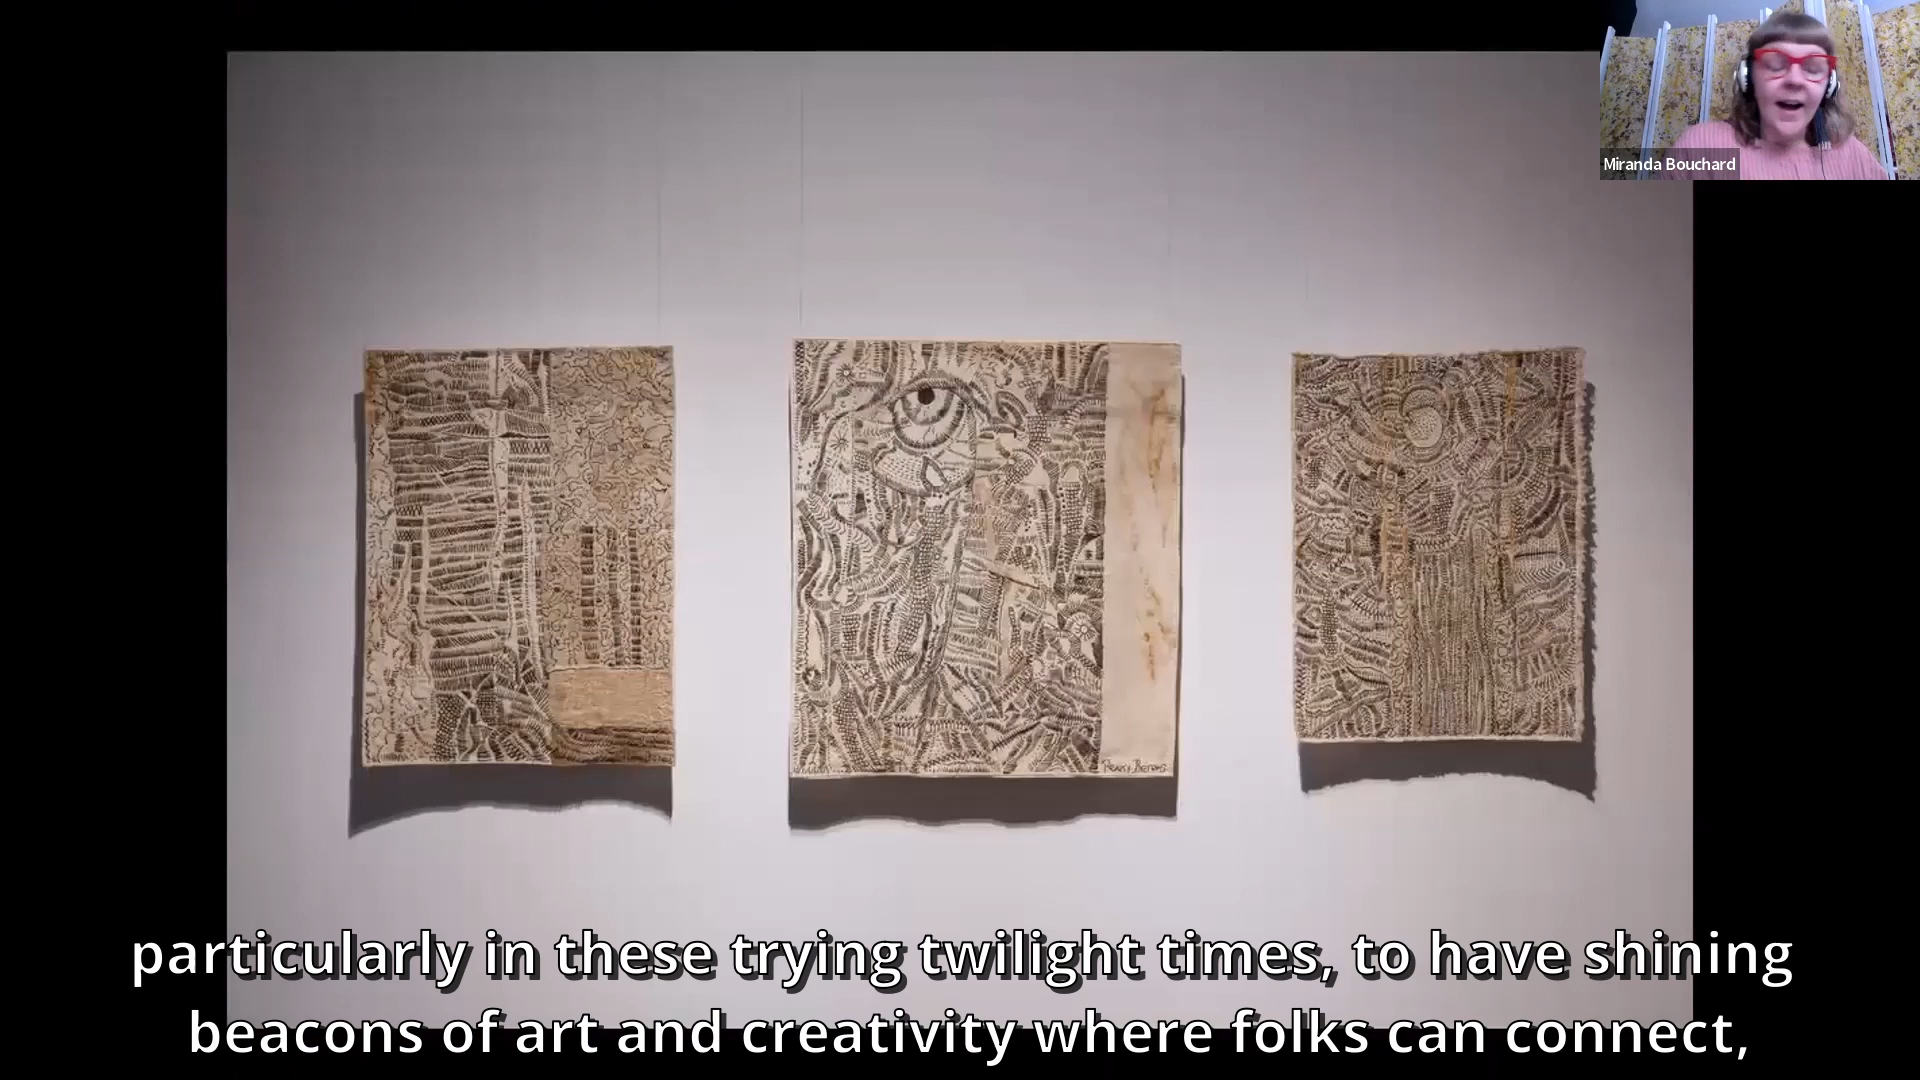 Miranda Bouchard
particularly in these trying twilight times, to have shining
beacons of art and creativity where folks can connect,